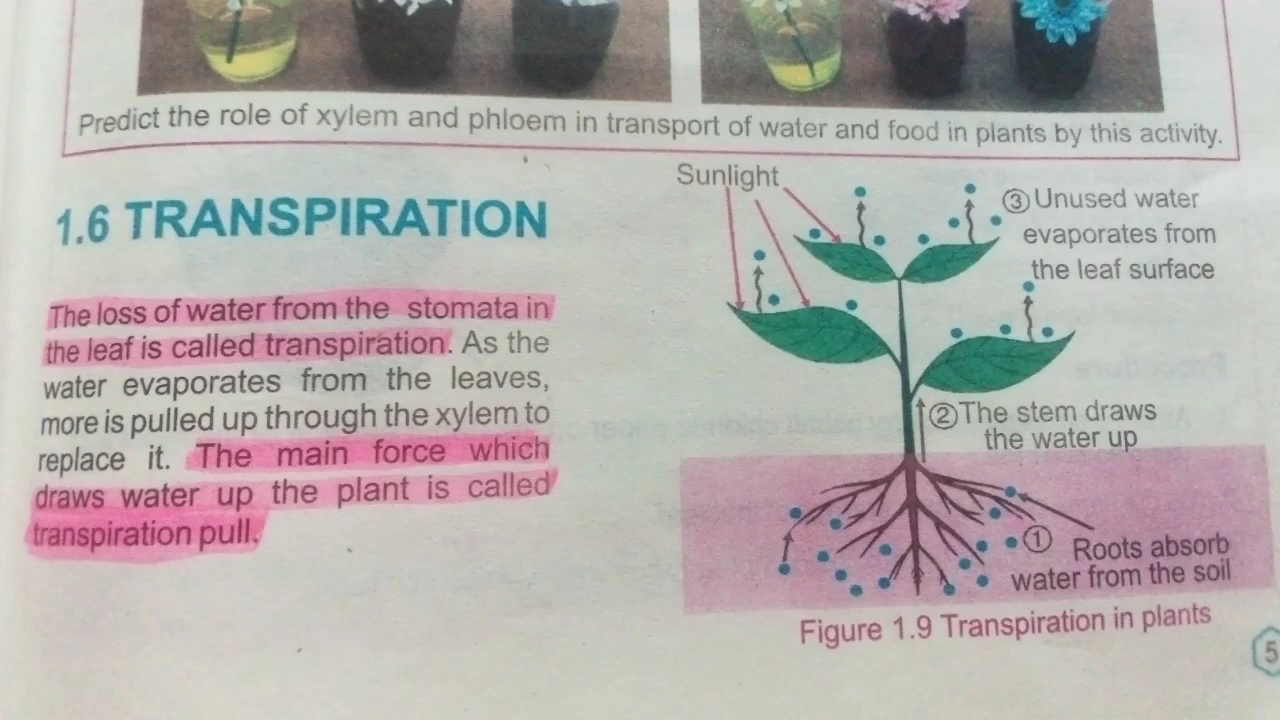 Predict the role of xylem and phloem in transport of water and food in plants by this activity.
1.6 TRANSPIRATION
The loss of water from the stomata in
the leaf is called transpiration. As the
water evaporates from the leaves,
more is pulled up through the xylem to
replace it. The main force which
draws water up the plant is called
transpiration pull.
Sunlight
③ Unused water
evaporates from
the leaf surface
② The stem draws
the water up
① Roots absorb
water from the soil
Figure 1.9 Transpiration in plants
5